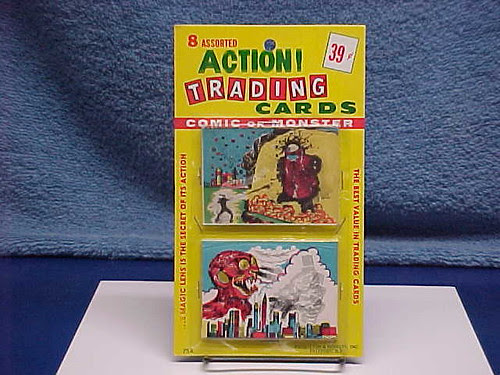 8 ASSORTED
ACTION!
39¢
TRADING
CARDS
COMIC OR MONSTER
MAGIC LENS IS THE SECRET OF ITS ACTION
THE BEST VALUE IN TRADING CARDS